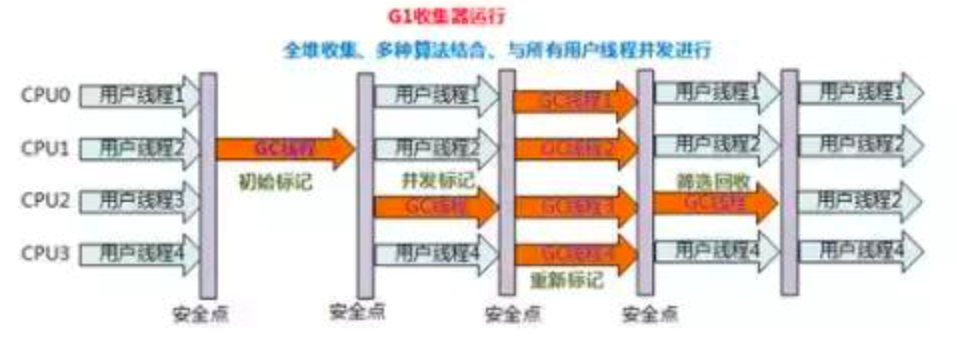 G1收集器运行
全堆收集、多种算法结合、与所有用户线程并发进行
CPU0 用户线程1 用户线程1 GC线程1 用户线程1 用户线程1
CPU1 用户线程2 GC线程 用户线程2 GC线程2 用户线程2 用户线程2
初始标记 并发标记 筛选回收
CPU2 用户线程3 GC线程 GC线程3 GC线程 用户线程2
CPU3 用户线程4 用户线程4 GC线程4 用户线程4 用户线程4
重新标记
安全点 安全点 安全点 安全点